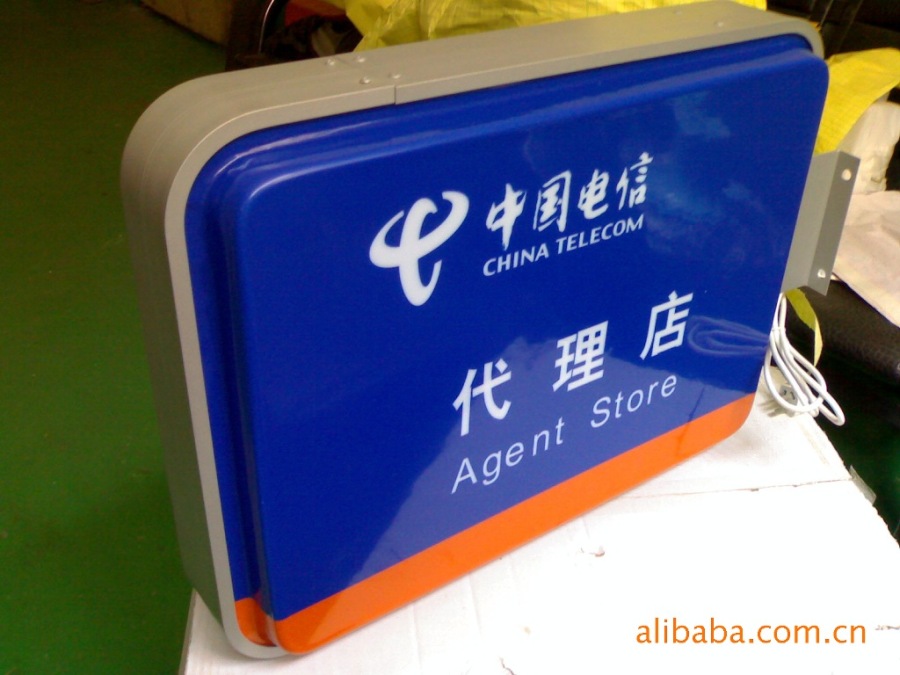 中国电信
CHINA TELECOM
代理店
Agent Store
alibaba.com.cn